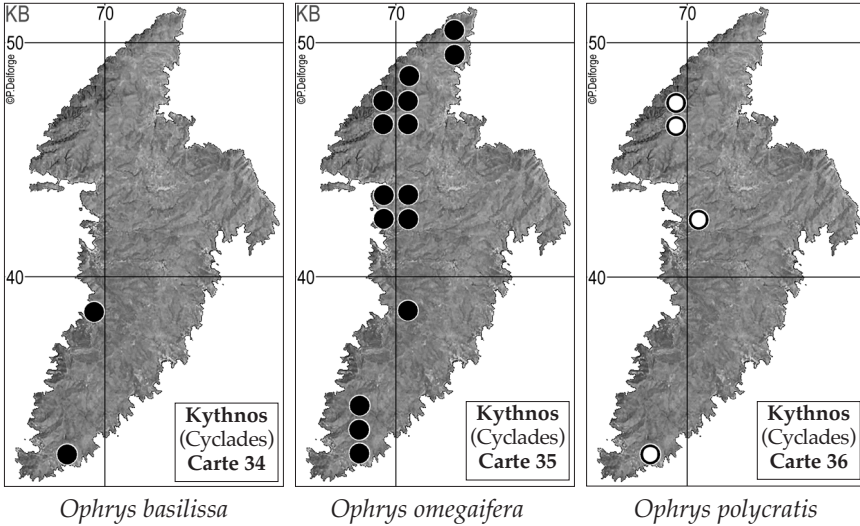 KB
70
50
©P.Delforge
40
Kythnos
(Cyclades)
Carte 34
Ophrys basilissa
KB
70
50
©P.Delforge
40
Kythnos
(Cyclades)
Carte 35
Ophrys omegaifera
70
50
©P.Delforge
40
Kythnos
(Cyclades)
Carte 36
Ophrys polycratis